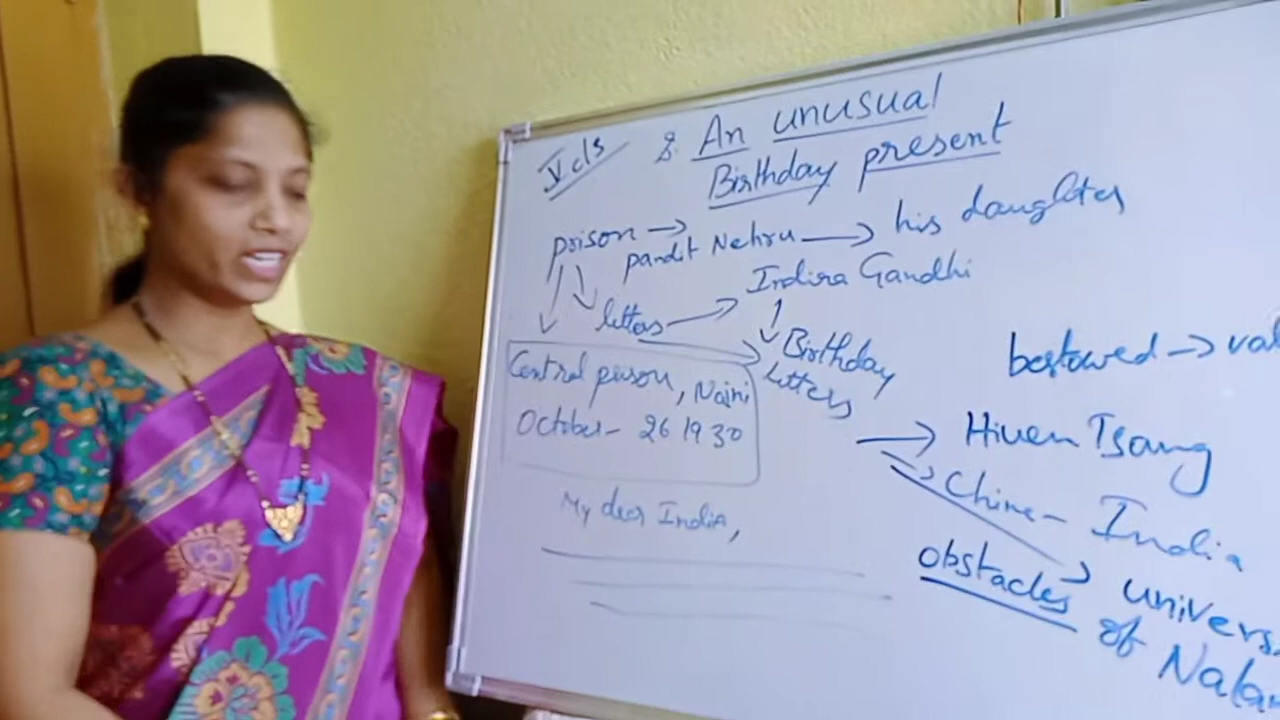 V cls
8. An unusual
Birthday present
prison → pandit Nehru → his daughter
letters → Indira Gandhi
Birthday
letters
Central prison, Naini
October - 26 1930
My dear India,
bestowed → val
→ Hiuen Tsang
→ China - India
obstacles → univers
of Nala